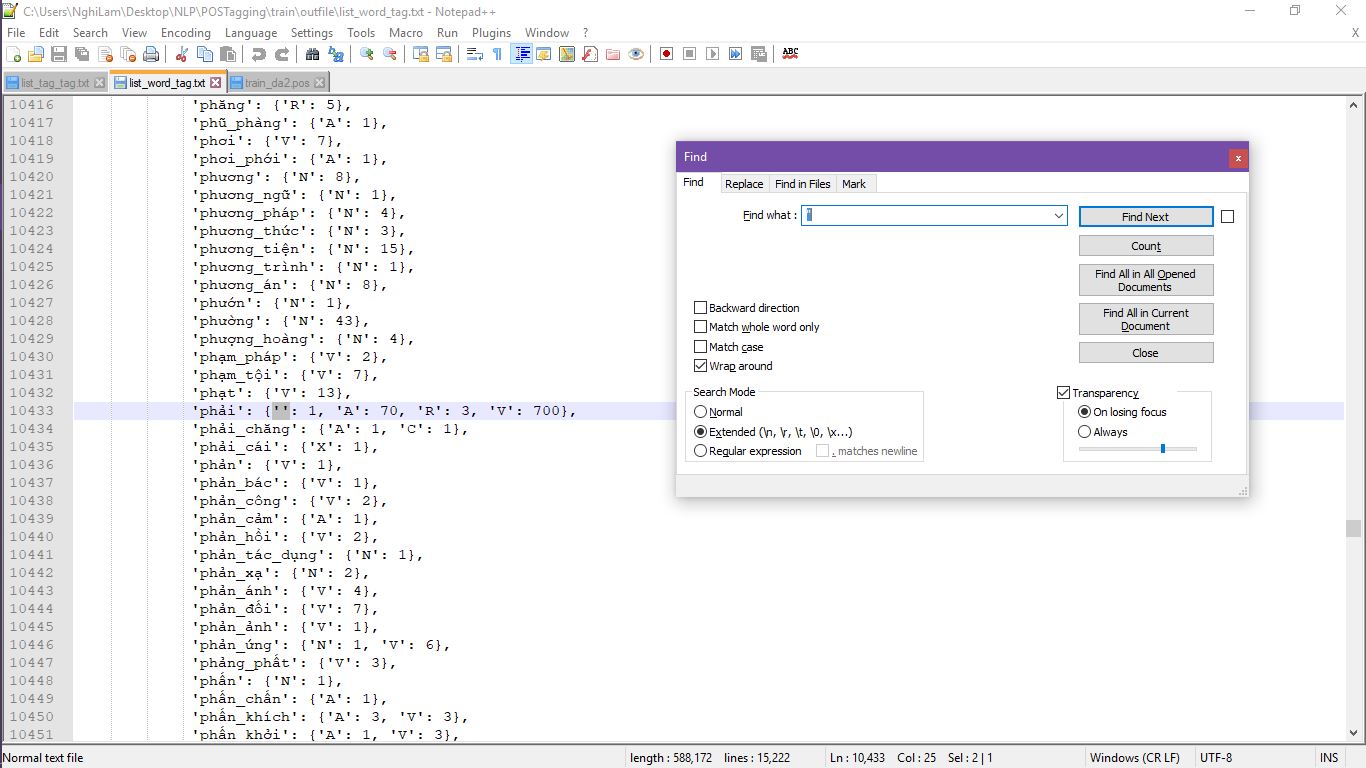 C:\Users\NghiLam\Desktop\NLP\POSTagging\train\outfile\list_word_tag.txt - Notepad++
File Edit Search View Encoding Language Settings Tools Macro Run Plugins Window ? X
list_tag_tag.txt list_word_tag.txt train_da2.pos
10416 'phăng': {'R': 5},
10417 'phũ_phàng': {'A': 1},
10418 'phơi': {'V': 7},
10419 'phơi_phới': {'A': 1},
10420 'phương': {'N': 8},
10421 'phương_ngữ': {'N': 1},
10422 'phương_pháp': {'N': 4},
10423 'phương_thức': {'N': 3},
10424 'phương_tiện': {'N': 15},
10425 'phương_trình': {'N': 1},
10426 'phương_án': {'N': 8},
10427 'phướn': {'N': 1},
10428 'phường': {'N': 43},
10429 'phượng_hoàng': {'N': 4},
10430 'phạm_pháp': {'V': 2},
10431 'phạm_tội': {'V': 7},
10432 'phạt': {'V': 13},
10433 'phải': {'': 1, 'A': 70, 'R': 3, 'V': 700},
10434 'phải_chăng': {'A': 1, 'C': 1},
10435 'phải_cái': {'X': 1},
10436 'phản': {'V': 1},
10437 'phản_bác': {'V': 1},
10438 'phản_công': {'V': 2},
10439 'phản_cảm': {'A': 1},
10440 'phản_hồi': {'V': 2},
10441 'phản_tác_dụng': {'N': 1},
10442 'phản_xạ': {'N': 2},
10443 'phản_ánh': {'V': 4},
10444 'phản_đối': {'V': 7},
10445 'phản_ảnh': {'V': 1},
10446 'phản_ứng': {'N': 1, 'V': 6},
10447 'phảng_phất': {'V': 3},
10448 'phấn': {'N': 1},
10449 'phấn_chấn': {'A': 1},
10450 'phấn_khích': {'A': 3, 'V': 3},
10451 'phấn_khởi': {'A': 1, 'V': 3},
Find x
Find Replace Find in Files Mark
Find what : Find Next
Count
Find All in All Opened
Documents
Find All in Current
Document
Close
Backward direction
Match whole word only
Match case
Wrap around
Search Mode
Normal
Extended (\n, \r, \t, \0, \x...)
Regular expression . matches newline
Transparency
On losing focus
Always
Normal text file length : 588,172 lines : 15,222 Ln : 10,433 Col : 25 Sel : 2 | 1 Windows (CR LF) UTF-8 INS